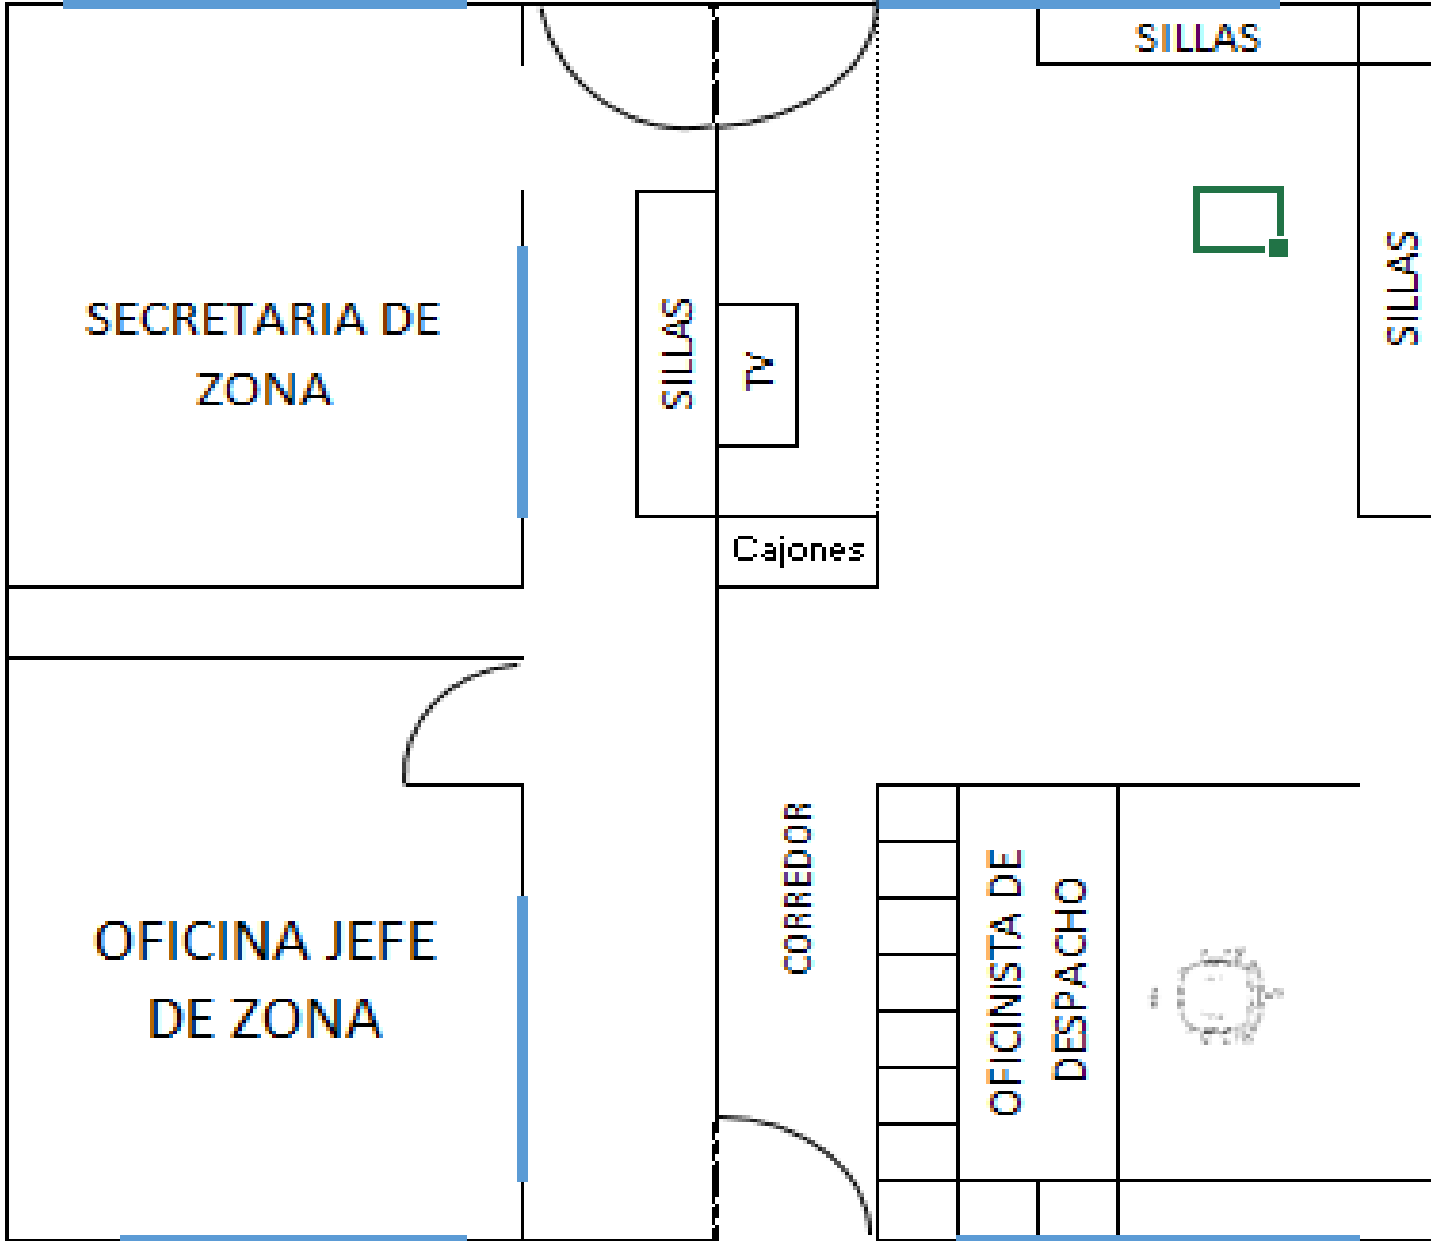 SILLAS
SILLAS
SECRETARIA DE
ZONA
SILLAS
TV
Cajones
CORREDOR
OFICINISTA DE
DESPACHO
OFICINA JEFE
DE ZONA